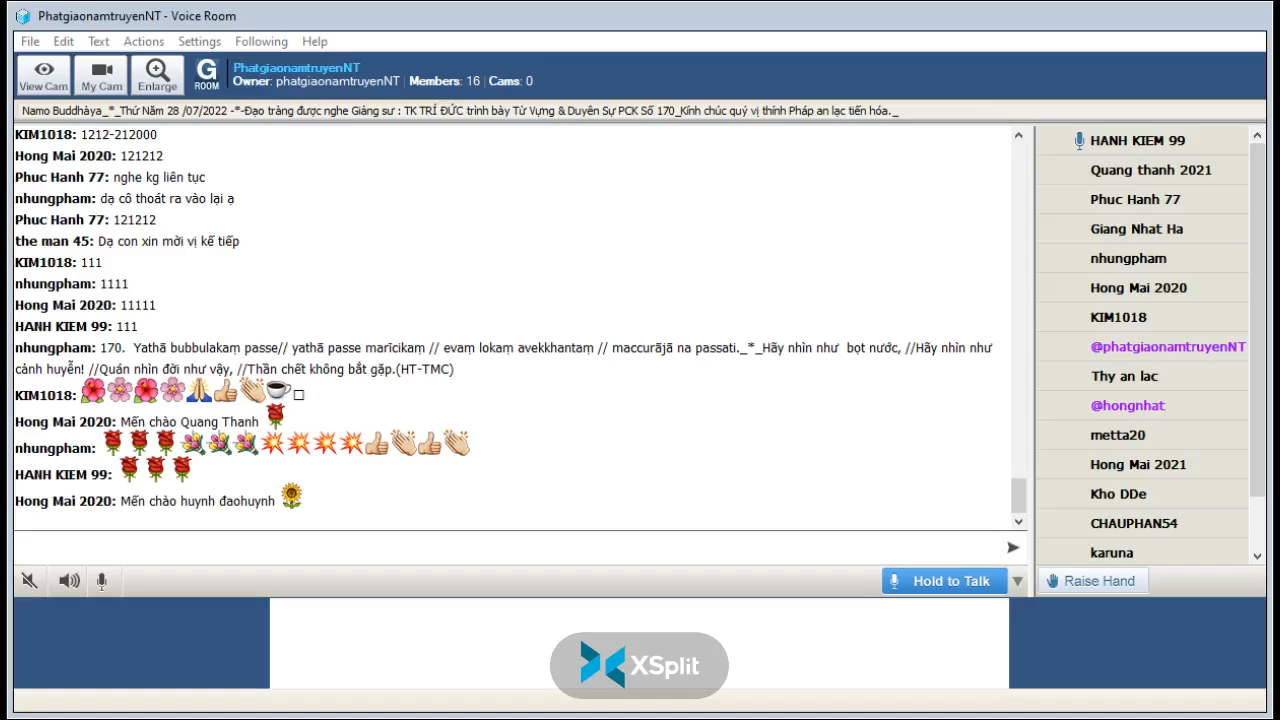 PhatgiaonamtruyenNT - Voice Room
File Edit Text Actions Settings Following Help
View Cam My Cam Enlarge G ROOM PhatgiaonamtruyenNT
Owner: phatgiaonamtruyenNT Members: 16 Cams: 0
Namo Buddhàya_*_Thứ Năm 28 /07/2022 -*-Đạo tràng được nghe Giảng sư : TK TRÍ ĐỨC trình bày Từ Vựng & Duyên Sự PCK Số 170_Kính chúc quý vị thính Pháp an lạc tiến hóa._
KIM1018: 1212-212000
Hong Mai 2020: 121212
Phuc Hanh 77: nghe kg liên tục
nhungpham: dạ cô thoát ra vào lại ạ
Phuc Hanh 77: 121212
the man 45: Dạ con xin mời vị kế tiếp
KIM1018: 111
nhungpham: 1111
Hong Mai 2020: 11111
HANH KIEM 99: 111
nhungpham: 170. Yathā bubbulakaṃ passe// yathā passe marīcikaṃ // evaṃ lokaṃ avekkhantaṃ // maccurājā na passati._*_Hãy nhìn như bọt nước, //Hãy nhìn như
cảnh huyễn! //Quán nhìn đời như vậy, //Thần chết không bắt gặp.(HT-TMC)
KIM1018: 🌺🌸🌺🌸🙏👍👏☕□
Hong Mai 2020: Mến chào Quang Thanh 🌹
nhungpham: 🌹🌹🌹💐💐💐💥💥💥💥👍👏👍👏
HANH KIEM 99: 🌹🌹🌹
Hong Mai 2020: Mến chào huynh đaohuynh 🌻
HANH KIEM 99
Quang thanh 2021
Phuc Hanh 77
Giang Nhat Ha
nhungpham
Hong Mai 2020
KIM1018
@phatgiaonamtruyenNT
Thy an lac
@hongnhat
metta20
Hong Mai 2021
Kho DDe
CHAUPHAN54
karuna
Hold to Talk
Raise Hand
XSplit